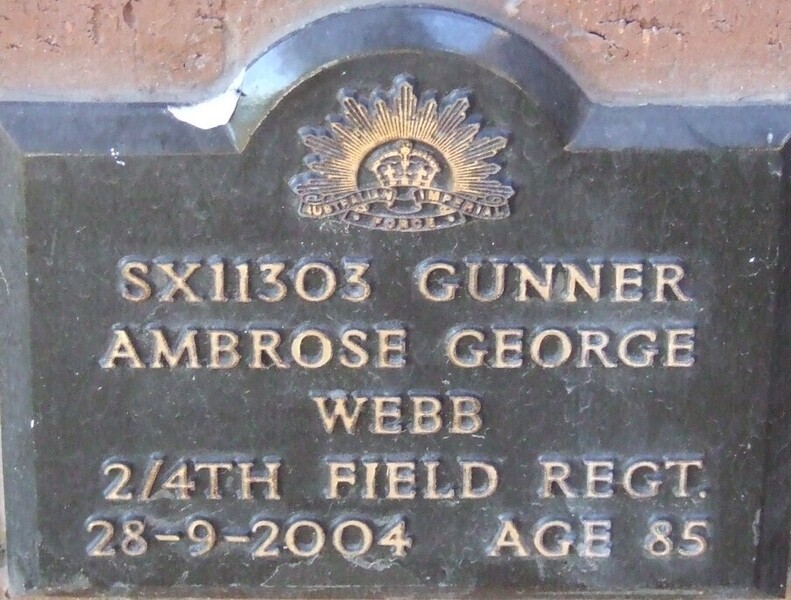 AUSTRALIAN IMPERIAL
FORCE
SX11303 GUNNER
AMBROSE GEORGE
WEBB
2/4TH FIELD REGT.
28-9-2004 AGE 85